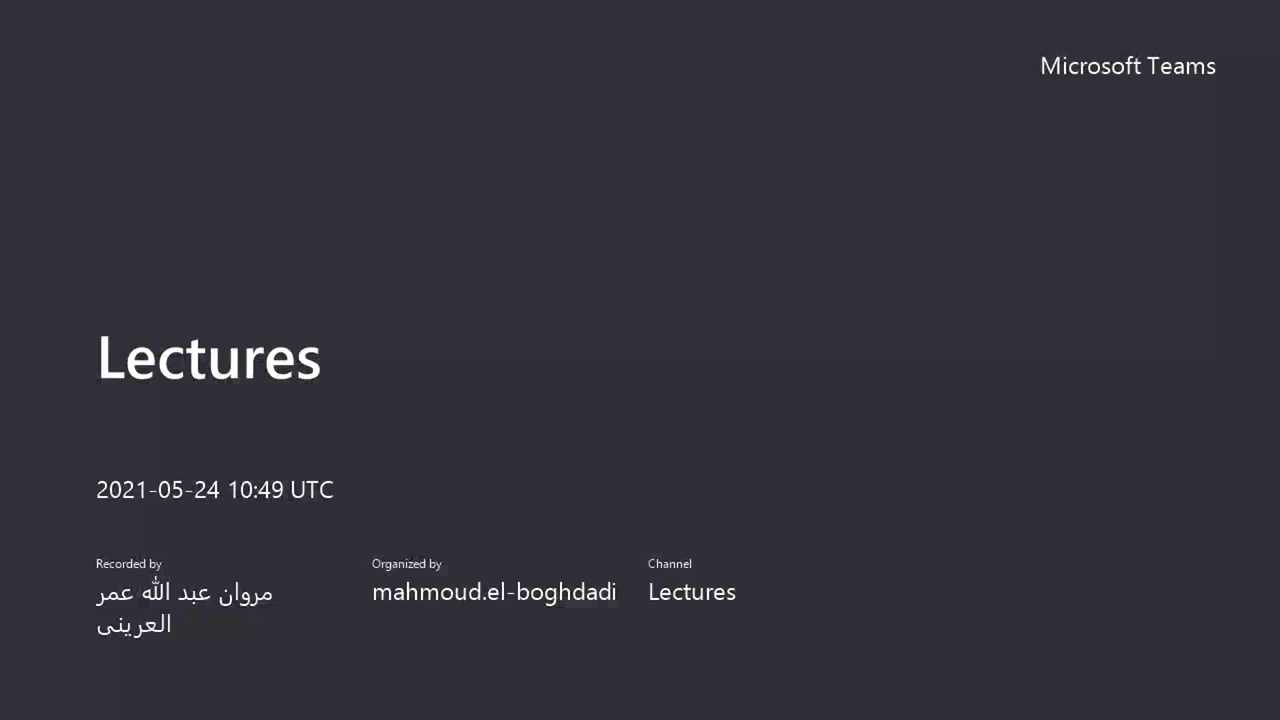 Microsoft Teams
Lectures
2021-05-24 10:49 UTC
Recorded by
مروان عبد الله عمر
العرينى
Organized by
mahmoud.el-boghdadi
Channel
Lectures